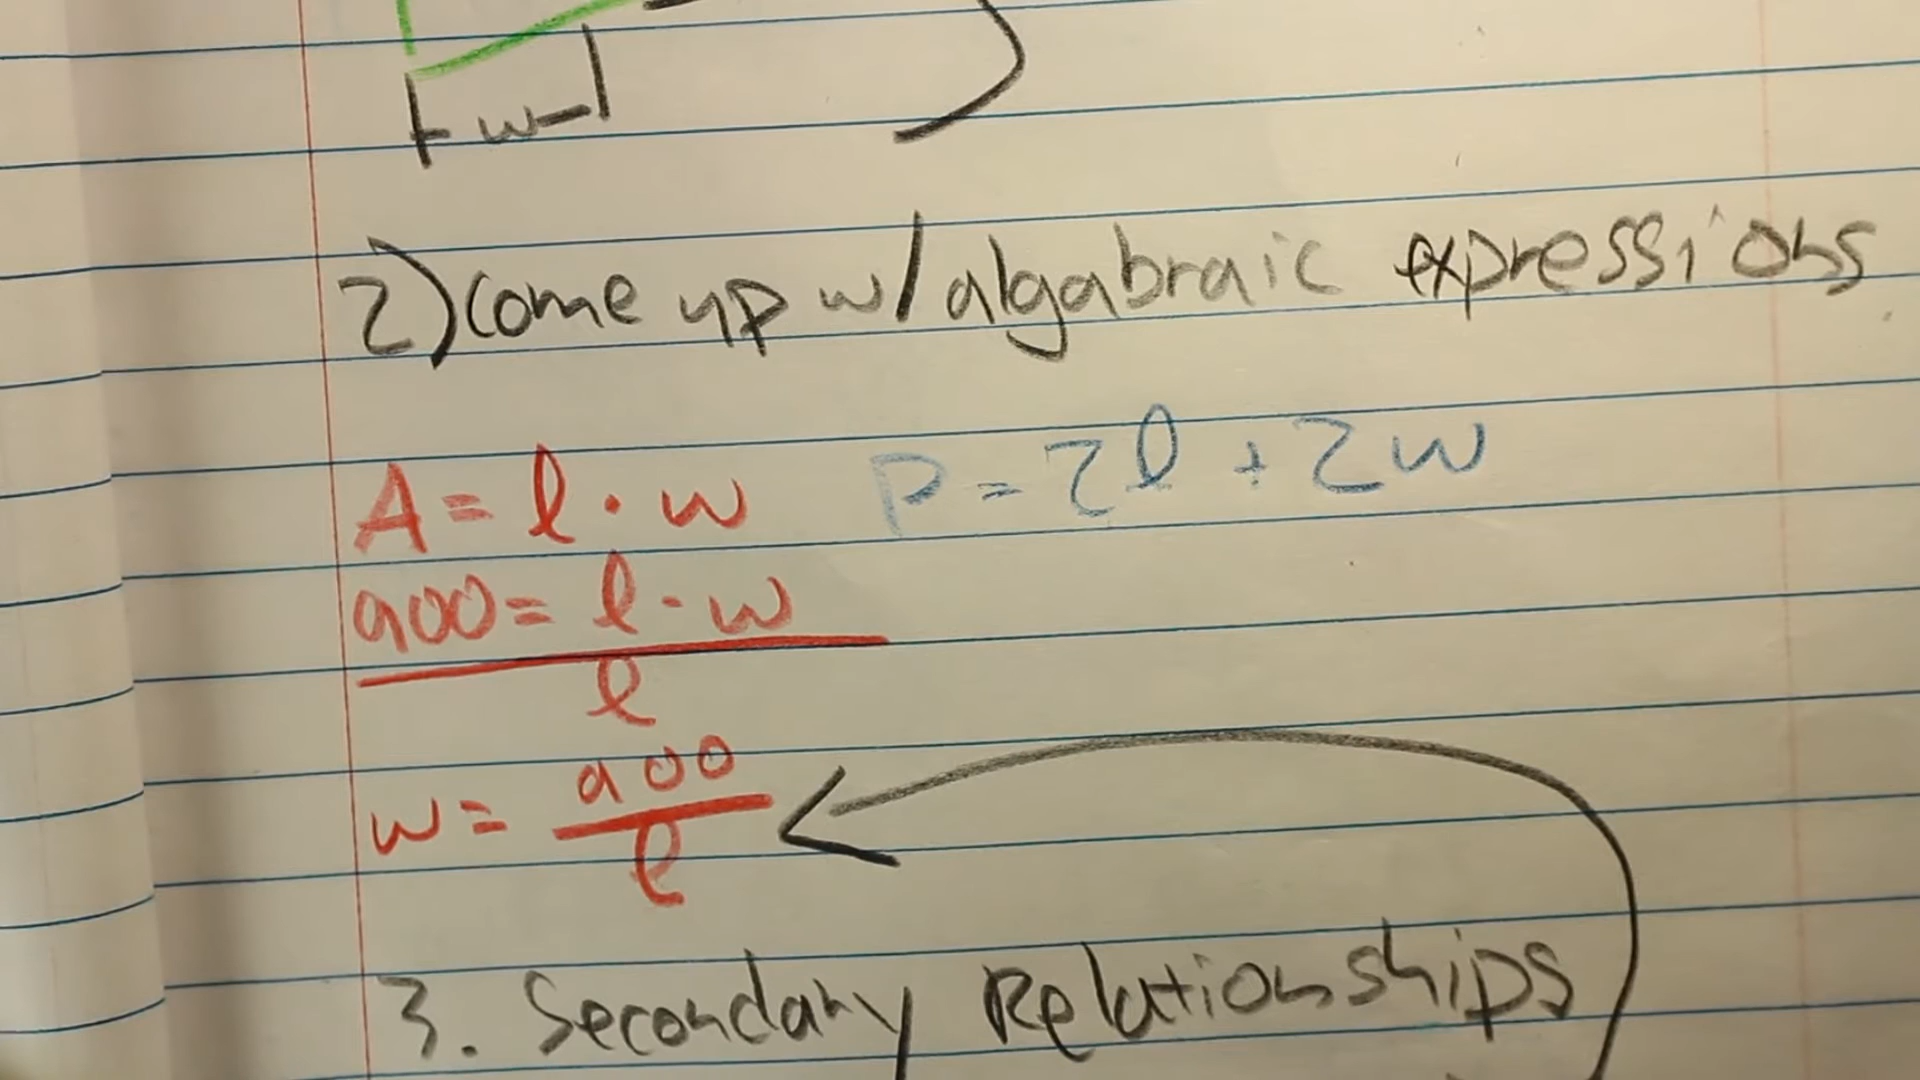 w
2) Come up w/ algabraic expressions
A = l · w P = 2l + 2w
900 = l · w
l
w = 900
l
3. Secondary Relationships